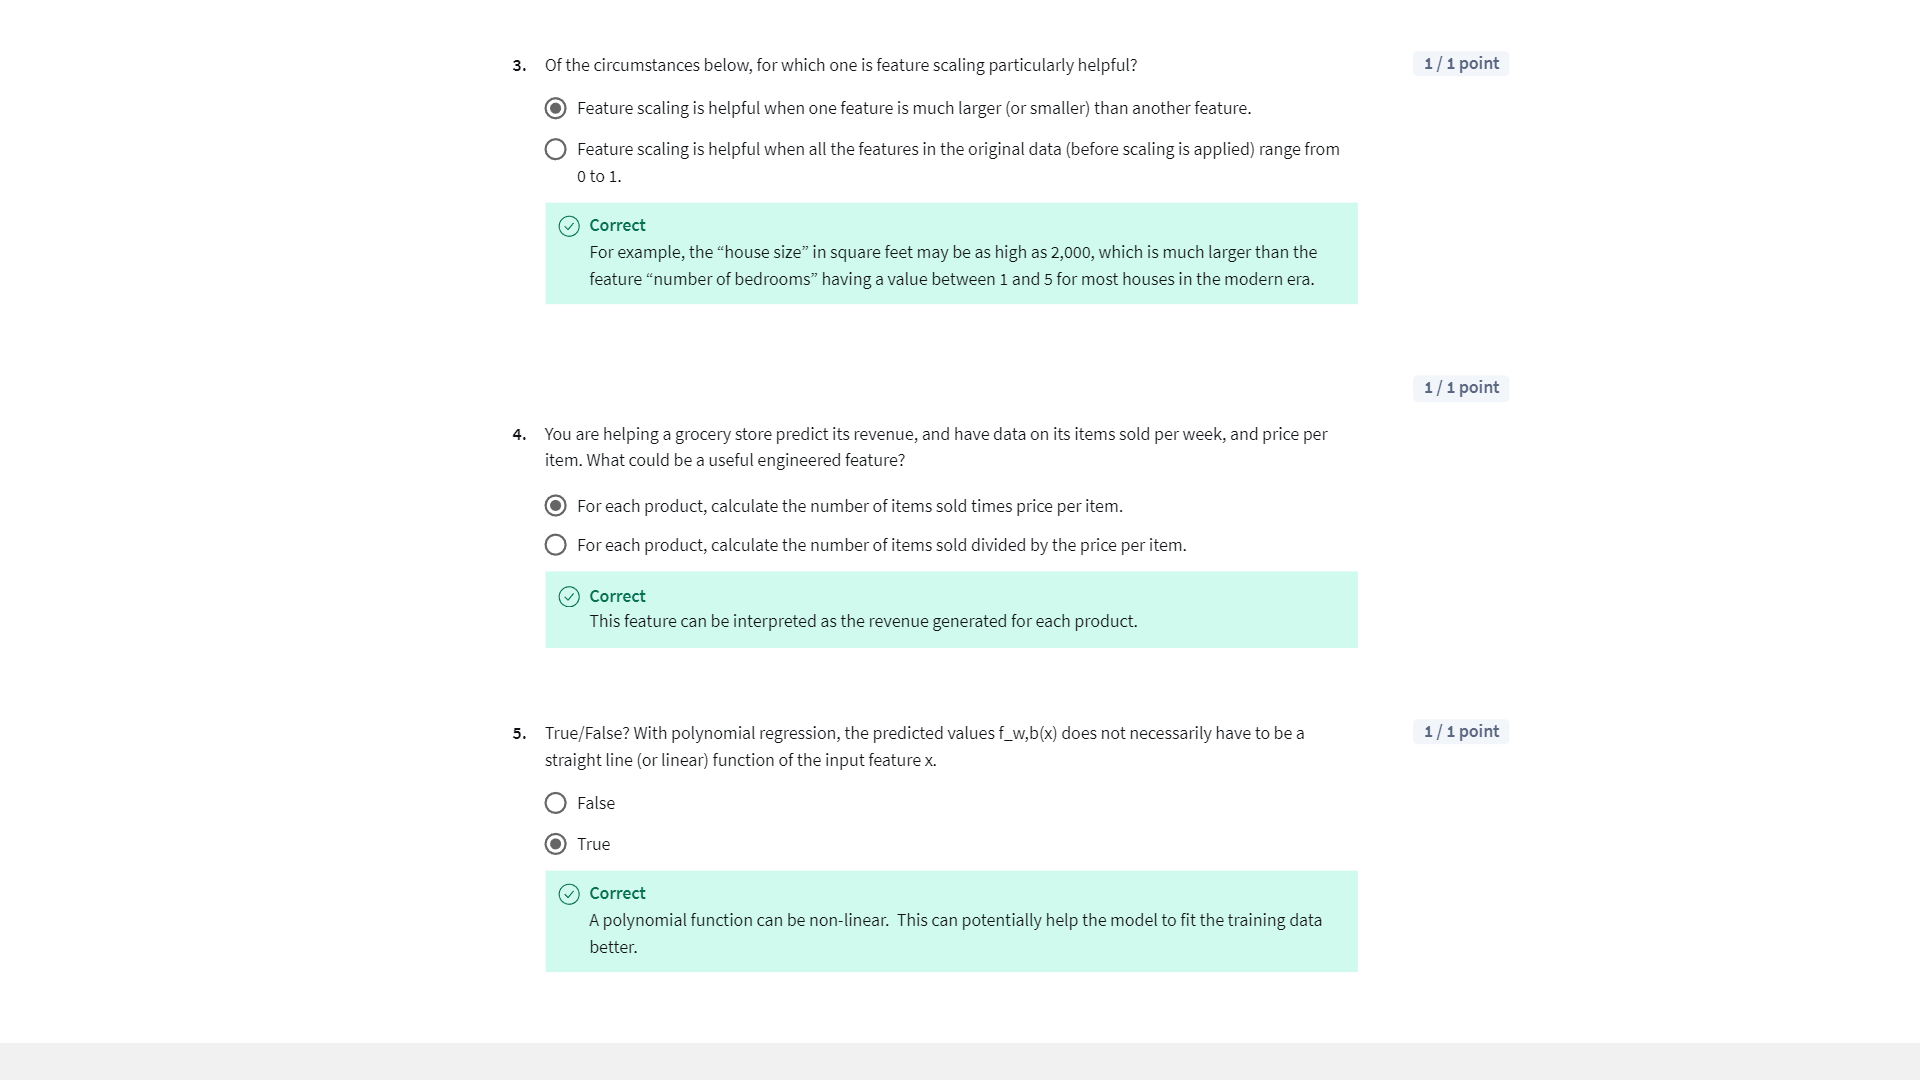 3. Of the circumstances below, for which one is feature scaling particularly helpful?
1 / 1 point
Feature scaling is helpful when one feature is much larger (or smaller) than another feature.
Feature scaling is helpful when all the features in the original data (before scaling is applied) range from
0 to 1.
Correct
For example, the “house size” in square feet may be as high as 2,000, which is much larger than the
feature “number of bedrooms” having a value between 1 and 5 for most houses in the modern era.
1 / 1 point
4. You are helping a grocery store predict its revenue, and have data on its items sold per week, and price per
item. What could be a useful engineered feature?
For each product, calculate the number of items sold times price per item.
For each product, calculate the number of items sold divided by the price per item.
Correct
This feature can be interpreted as the revenue generated for each product.
5. True/False? With polynomial regression, the predicted values f_w,b(x) does not necessarily have to be a
straight line (or linear) function of the input feature x.
1 / 1 point
False
True
Correct
A polynomial function can be non-linear.  This can potentially help the model to fit the training data
better.